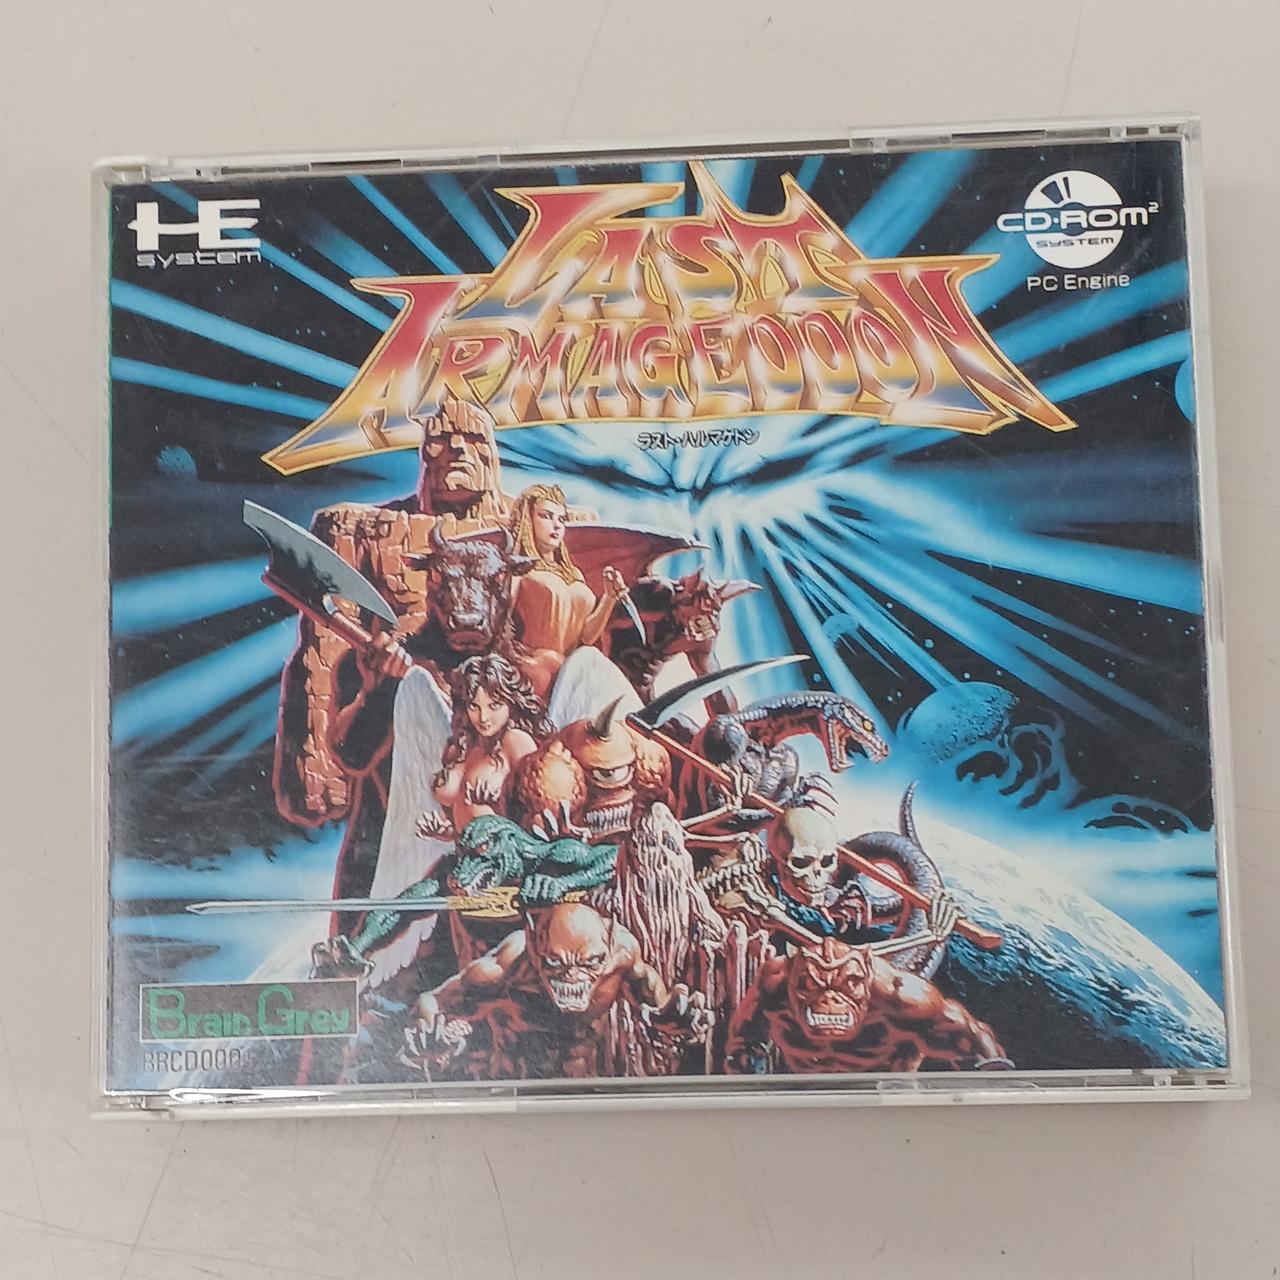 HE
system
LAST
ARMAGEDDON
ラスト・ハルマゲドン
CD-ROM²
SYSTEM
PC Engine
Brain Grey